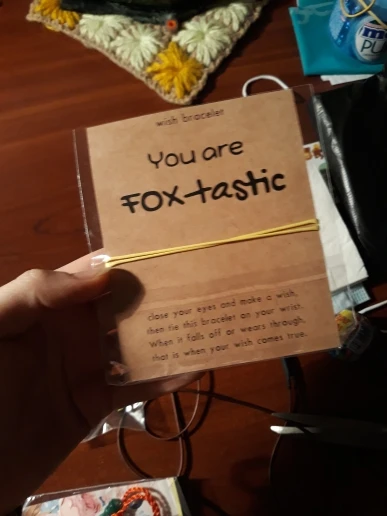 wish bracelet
You are
FOX-tastic
close your eyes and make a wish,
then tie this bracelet on your wrist.
When it falls off or wears through,
that is when your wish comes true.
PU